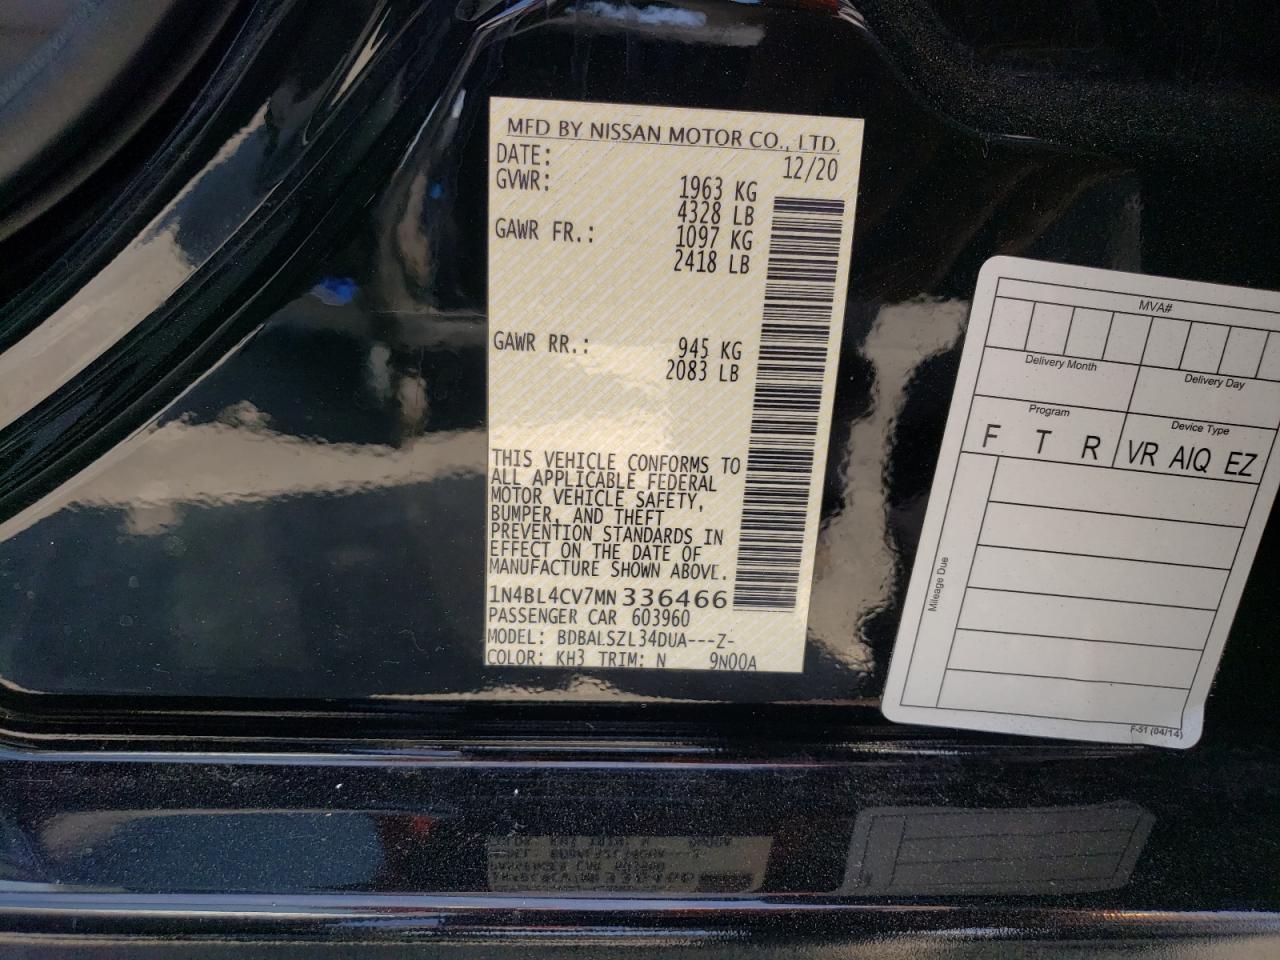 MFD BY NISSAN MOTOR CO., LTD.
DATE: 12/20
GVWR: 1963 KG
4328 LB
GAWR FR.: 1097 KG
2418 LB
GAWR RR.: 945 KG
2083 LB
THIS VEHICLE CONFORMS TO
ALL APPLICABLE FEDERAL
MOTOR VEHICLE SAFETY,
BUMPER, AND THEFT
PREVENTION STANDARDS IN
EFFECT ON THE DATE OF
MANUFACTURE SHOWN ABOVE.
1N4BL4CV7MN336466
PASSENGER CAR 603960
MODEL: BDBALSZL34DUA---Z-
COLOR: KH3 TRIM: N 9N00A
MVA#
Delivery Month Delivery Day
Program Device Type
F T R VR AIQ EZ
Mileage Due
F-51 (04/14)